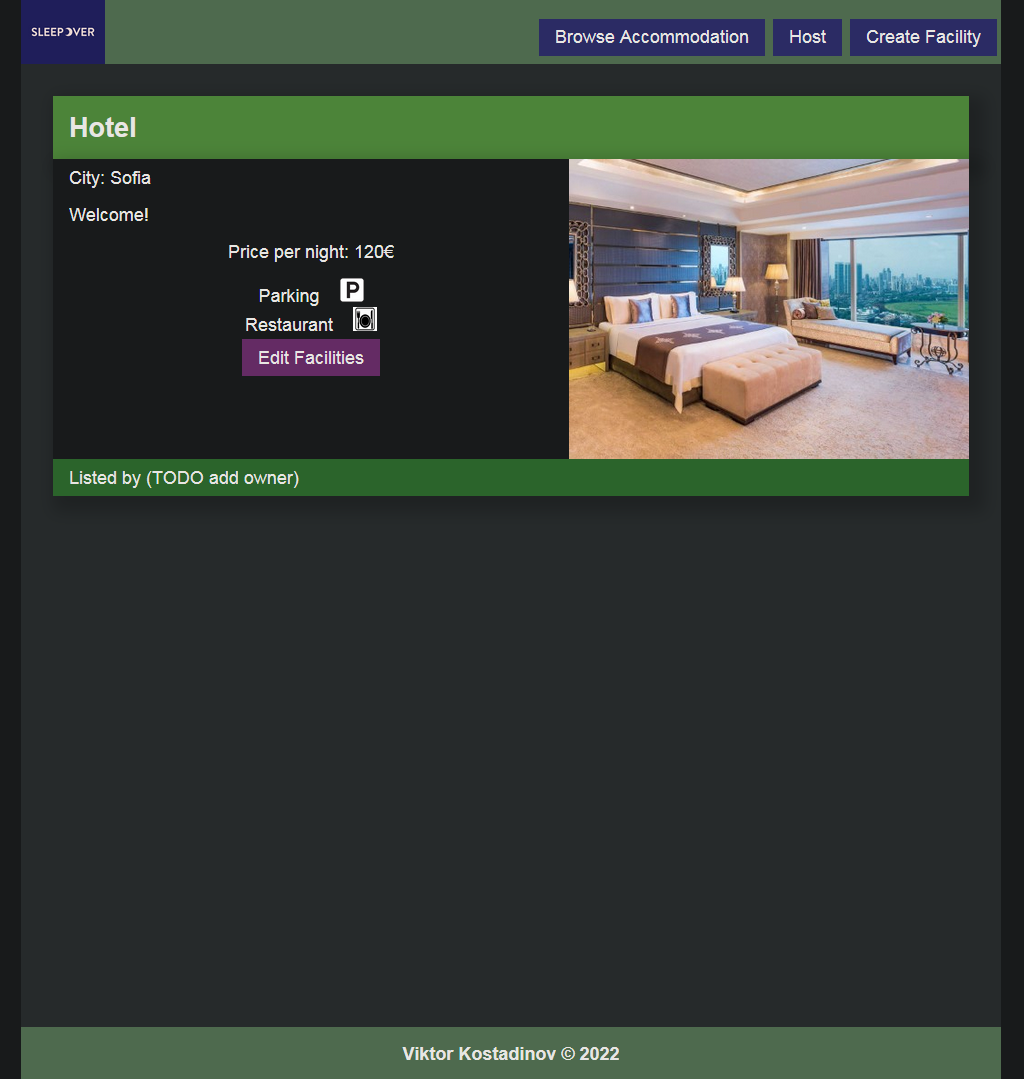 SLEEPOVER
Browse Accommodation
Host
Create Facility
Hotel
City: Sofia
Welcome!
Price per night: 120€
Parking P
Restaurant
Edit Facilities
Listed by (TODO add owner)
Viktor Kostadinov © 2022